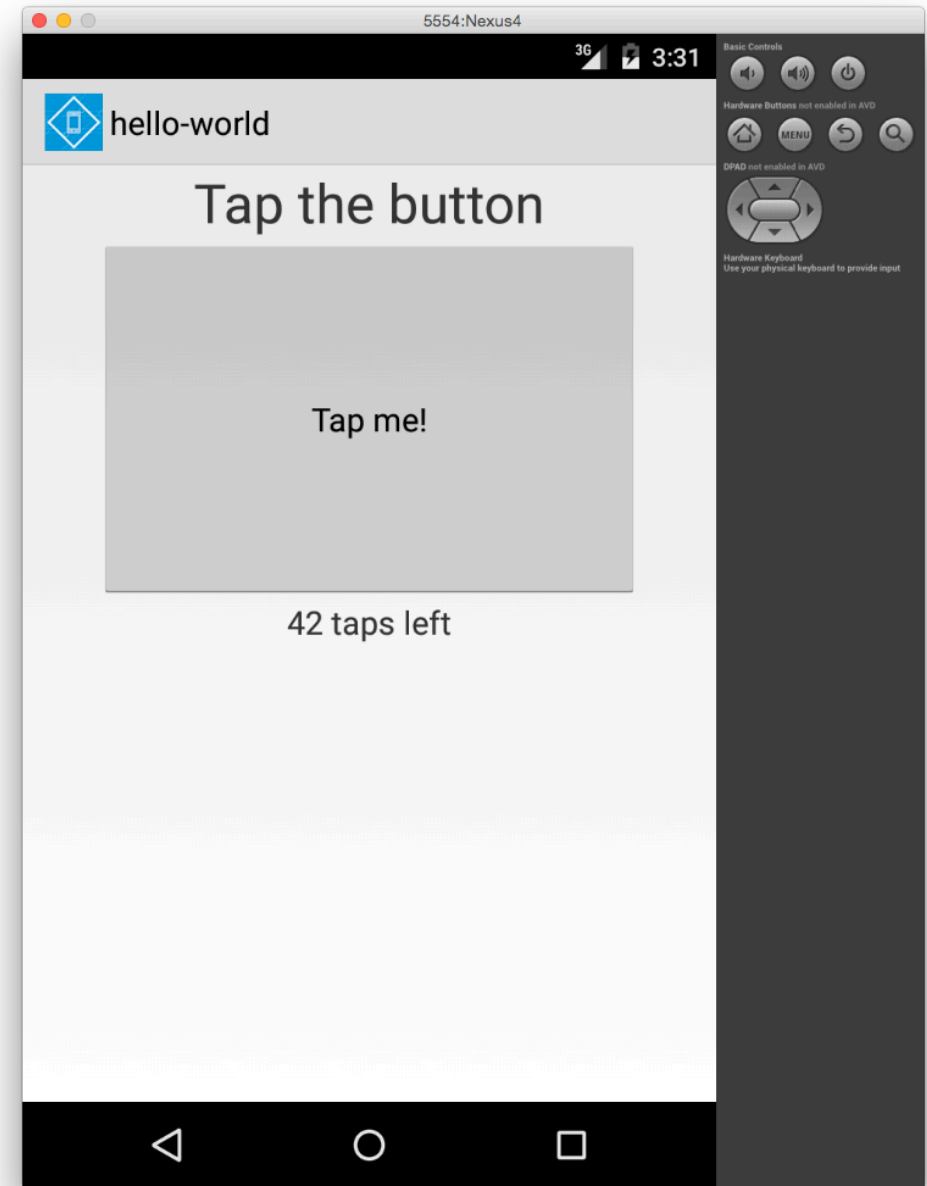 5554:Nexus4
3G 3:31
hello-world
Tap the button
Tap me!
42 taps left
Basic Controls
Hardware Buttons not enabled in AVD
MENU
DPAD not enabled in AVD
Hardware Keyboard
Use your physical keyboard to provide input